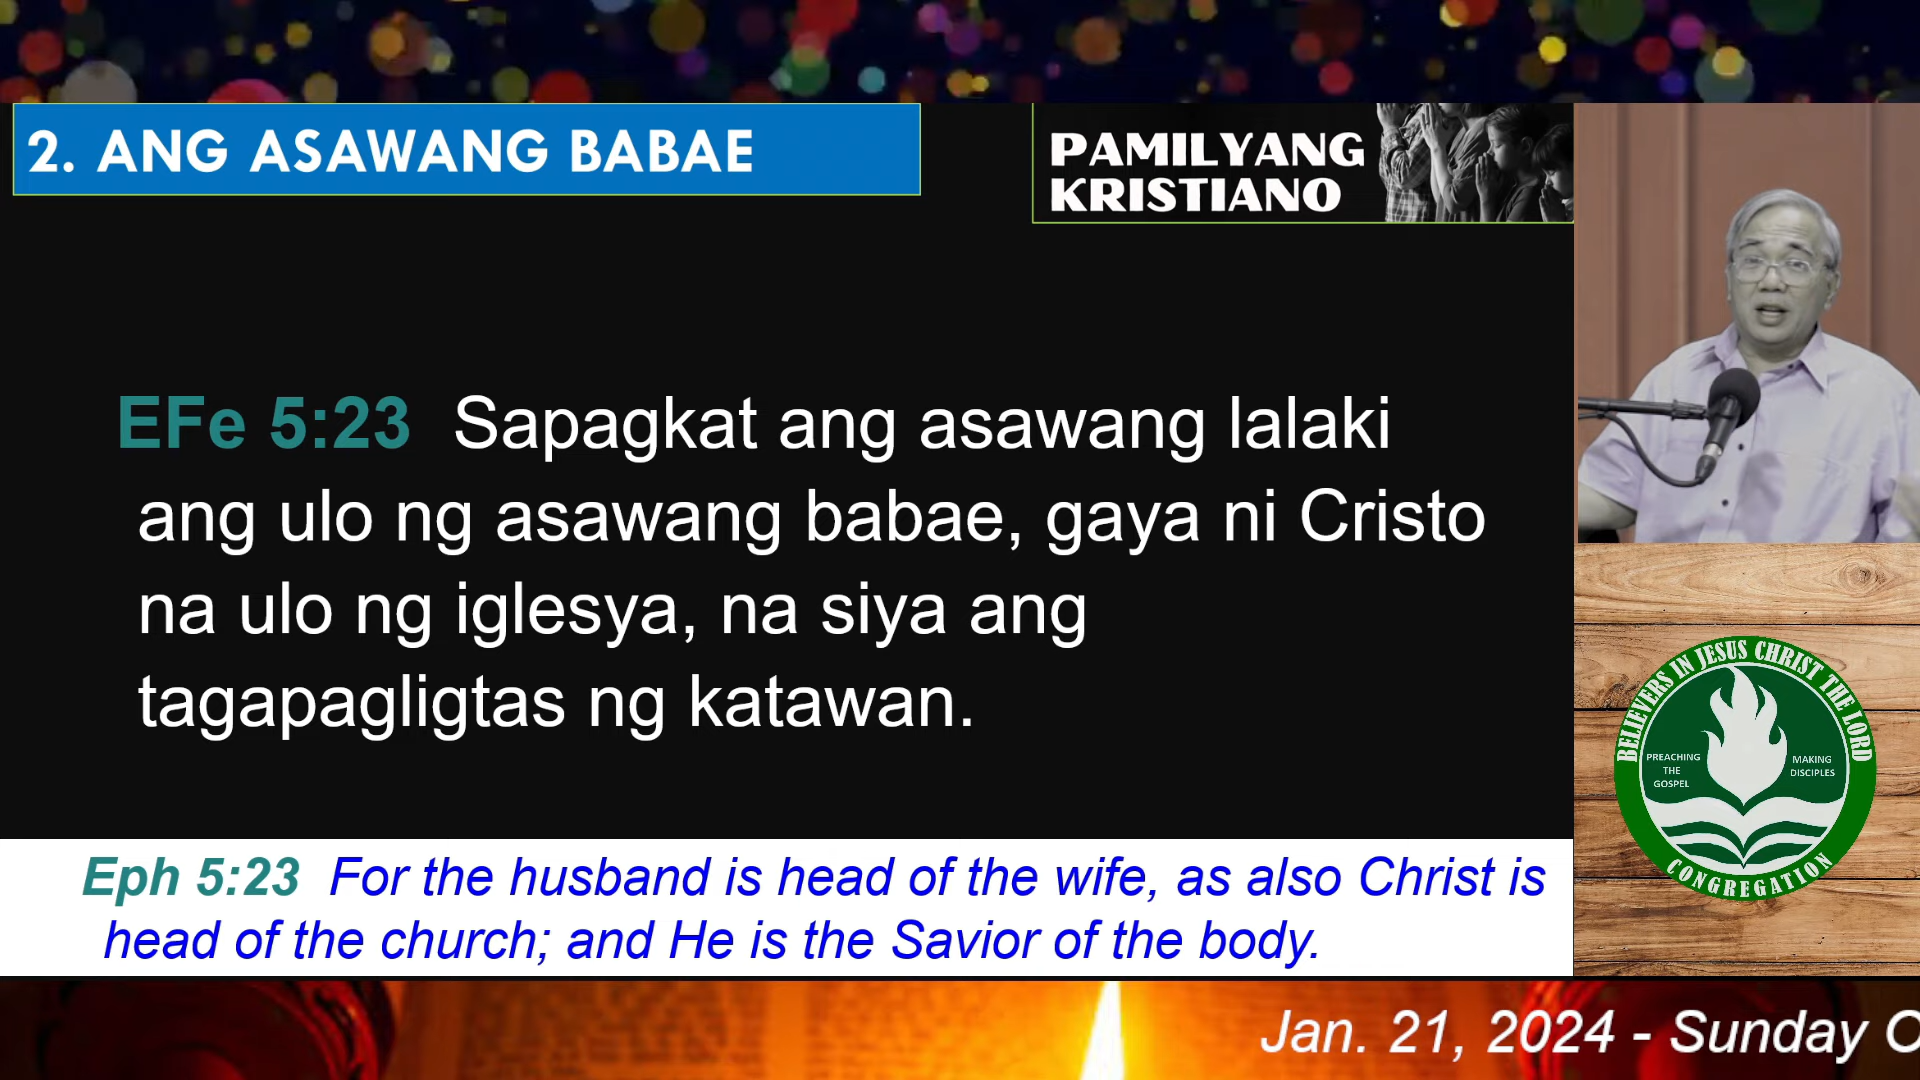 2. ANG ASAWANG BABAE
PAMILYANG
KRISTIANO
EFe 5:23 Sapagkat ang asawang lalaki
ang ulo ng asawang babae, gaya ni Cristo
na ulo ng iglesya, na siya ang
tagapagligtas ng katawan.
Eph 5:23 For the husband is head of the wife, as also Christ is
head of the church; and He is the Savior of the body.
BELIEVERS IN JESUS CHRIST THE LORD
PREACHING
THE
GOSPEL
MAKING
DISCIPLES
CONGREGATION
Jan. 21, 2024 - Sunday